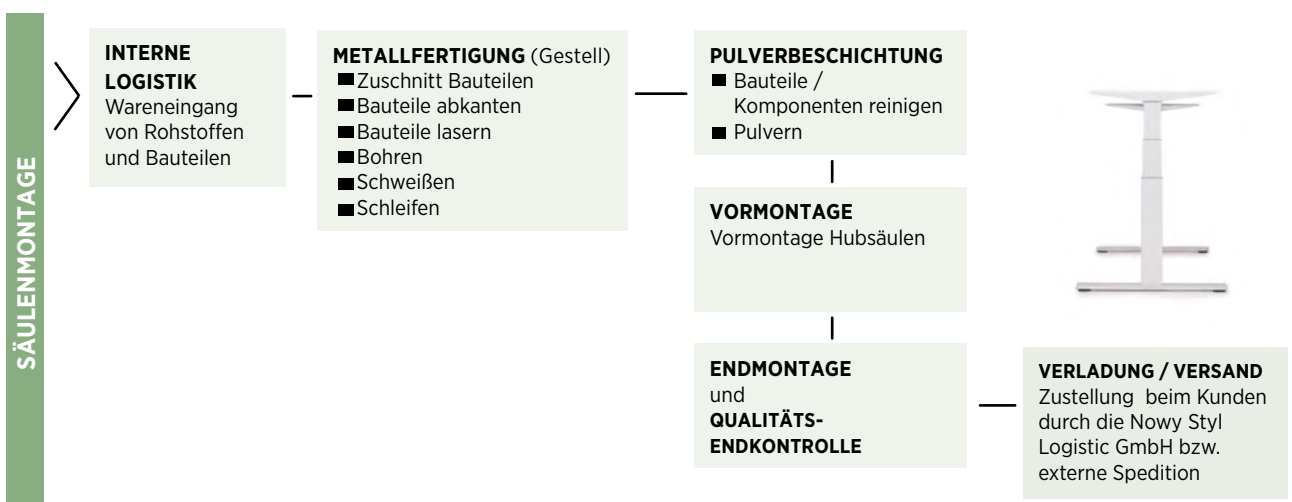 SÄULENMONTAGE
INTERNE
LOGISTIK
Wareneingang
von Rohstoffen
und Bauteilen
METALLFERTIGUNG (Gestell)
■ Zuschnitt Bauteilen
■ Bauteile abkanten
■ Bauteile lasern
■ Bohren
■ Schweißen
■ Schleifen
PULVERBESCHICHTUNG
■ Bauteile /
Komponenten reinigen
■ Pulvern
VORMONTAGE
Vormontage Hubsäulen
ENDMONTAGE
und
QUALITÄTS-
ENDKONTROLLE
VERLADUNG / VERSAND
Zustellung beim Kunden
durch die Nowy Styl
Logistic GmbH bzw.
externe Spedition